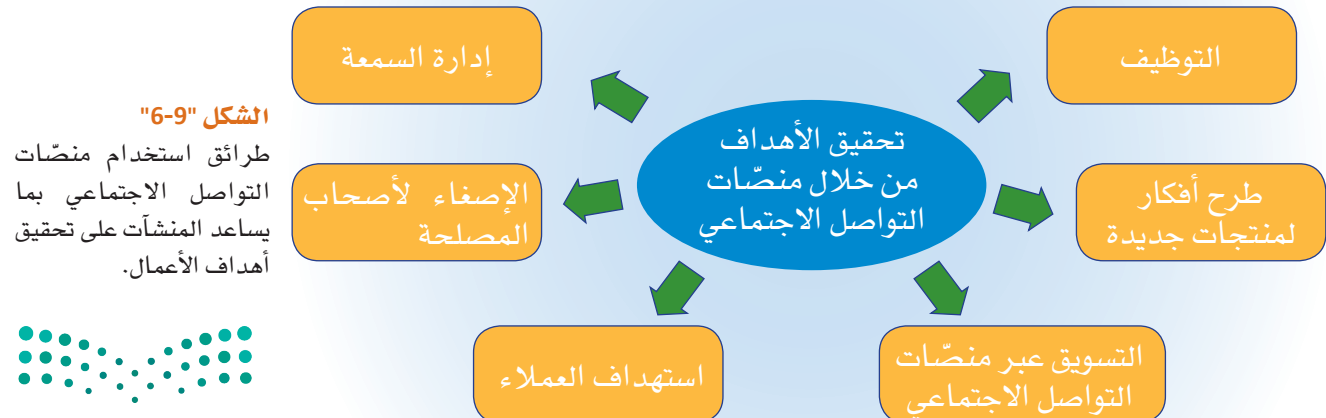 التوظيف
إدارة السمعة
تحقيق الأهداف
من خلال منصّات
التواصل الاجتماعي
طرح أفكار
لمنتجات جديدة
الإصغاء لأصحاب
المصلحة
التسويق عبر منصّات
التواصل الاجتماعي
استهداف العملاء
الشكل "9-6"
طرائق استخدام منصّات
التواصل الاجتماعي بما
يساعد المنشآت على تحقيق
أهداف الأعمال.